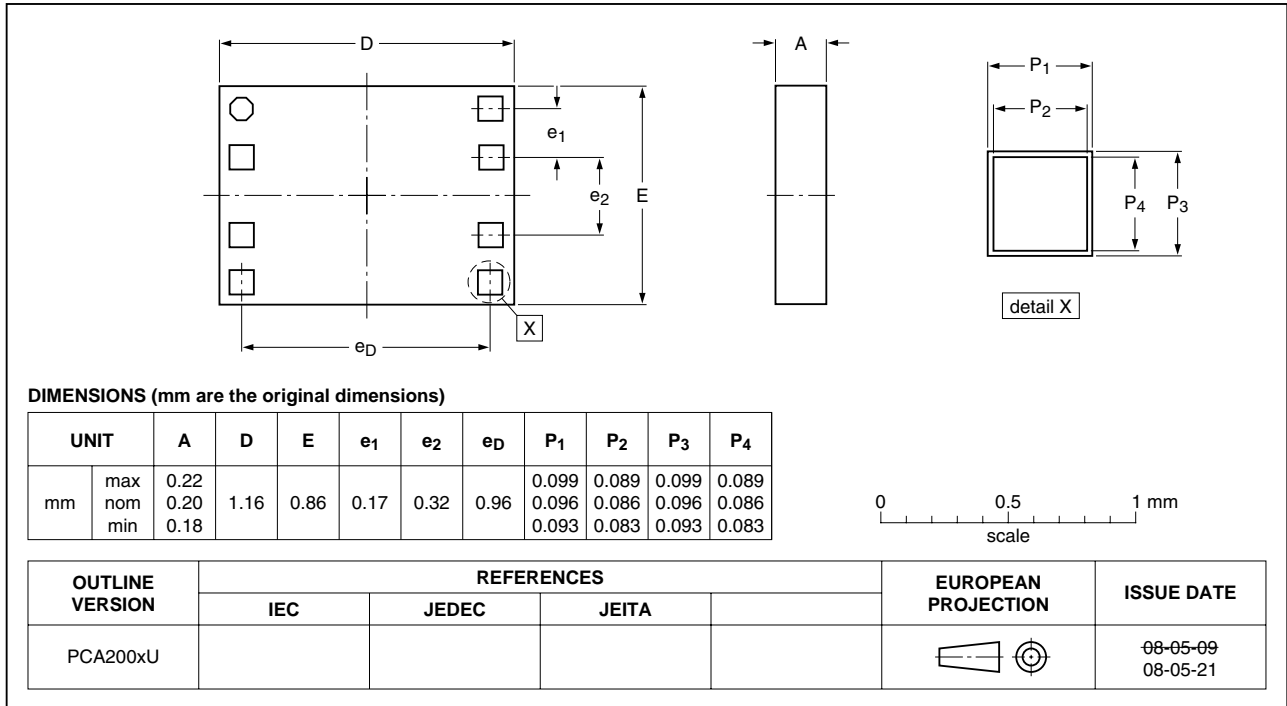 D
A
P1
P2
e1
e2
E
P4
P3
X
detail X
eD
DIMENSIONS (mm are the original dimensions)
UNIT A D E e1 e2 eD P1 P2 P3 P4
mm
max 0.22 0.099 0.089 0.099 0.089
nom 0.20 1.16 0.86 0.17 0.32 0.96 0.096 0.086 0.096 0.086
min 0.18 0.093 0.083 0.093 0.083
0 0.5 1 mm
scale
OUTLINE VERSION
REFERENCES
EUROPEAN PROJECTION
ISSUE DATE
IEC JEDEC JEITA
PCA200xU
08-05-09
08-05-21